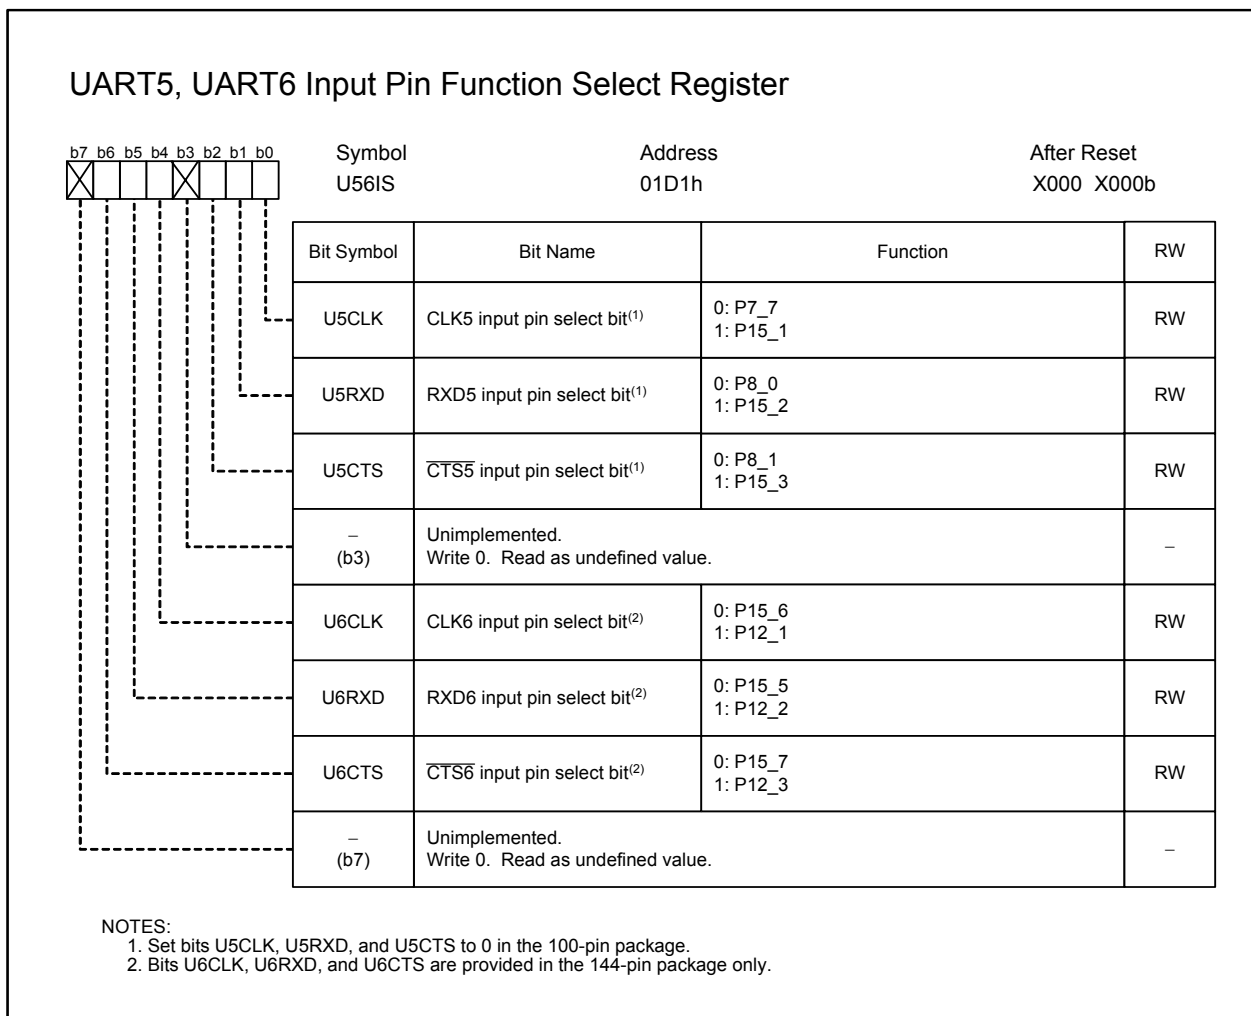 UART5, UART6 Input Pin Function Select Register
b7 b6 b5 b4 b3 b2 b1 b0
Symbol Address After Reset
U56IS 01D1h X000 X000b
Bit Symbol Bit Name Function RW
U5CLK CLK5 input pin select bit(1) 0: P7_7
1: P15_1 RW
U5RXD RXD5 input pin select bit(1) 0: P8_0
1: P15_2 RW
U5CTS CTS5 input pin select bit(1) 0: P8_1
1: P15_3 RW
–
(b3)
Unimplemented.
Write 0. Read as undefined value.
–
U6CLK CLK6 input pin select bit(2) 0: P15_6
1: P12_1 RW
U6RXD RXD6 input pin select bit(2) 0: P15_5
1: P12_2 RW
U6CTS CTS6 input pin select bit(2) 0: P15_7
1: P12_3 RW
–
(b7)
Unimplemented.
Write 0. Read as undefined value.
–
NOTES:
1. Set bits U5CLK, U5RXD, and U5CTS to 0 in the 100-pin package.
2. Bits U6CLK, U6RXD, and U6CTS are provided in the 144-pin package only.